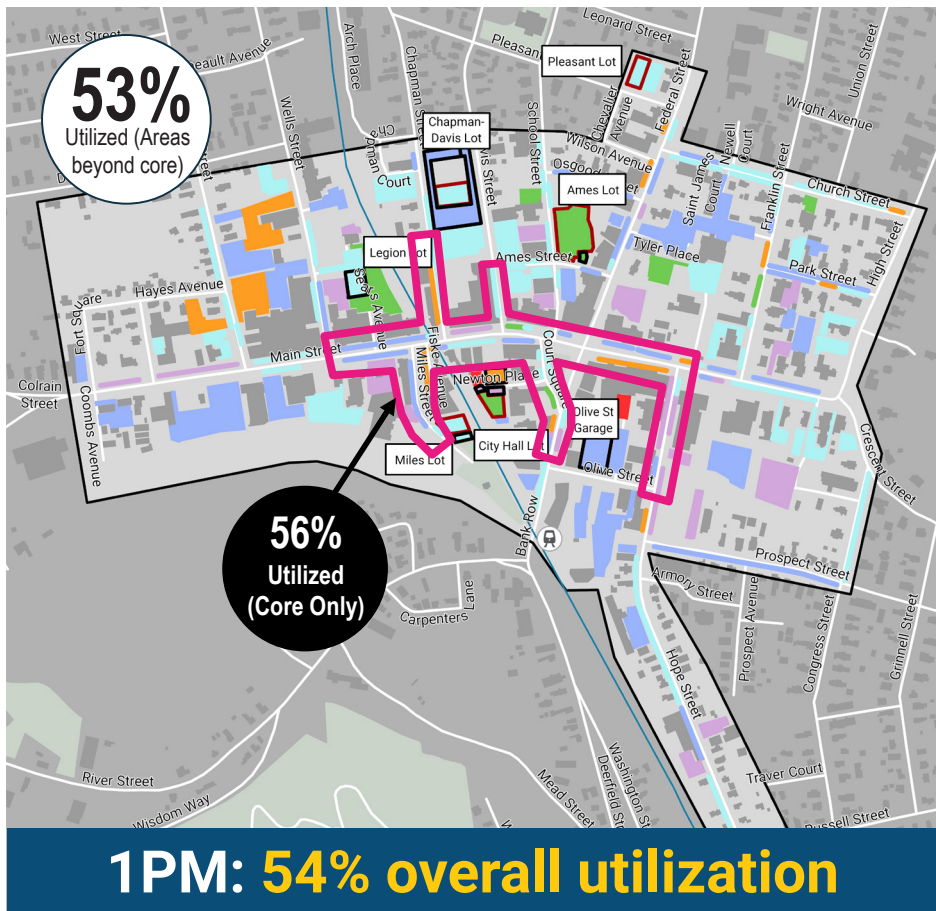 West Street
Arch Place
Chapman Street
Pleasant
Leonard Street
Union Street
53%
Utilized (Areas
beyond core)
Wells Street
Street
Pleasant Lot
Federal Street
Chevalier
Avenue
Wright Avenue
Chapman-
Davis Lot
School Street
Court
Wilson Avenue
Newell
Court
Ames Lot
Saint James
Court
Franklin Street
Church Street
High Street
Legion Lot
Ames Street
Tyler Place
Park Street
Hayes Avenue
Fort Square
Main Street
Fiske Avenue
Miles Street
Newton Place
Court Square
Colrain
Street
Coombs Avenue
Olive St
Garage
City Hall Lot
Miles Lot
Olive Street
Crescent Street
56%
Utilized
(Core Only)
Bank Row
Prospect Street
Armory Street
Carpenters Lane
Prospect Avenue
Congress Street
Grinnell Street
Hope Street
River Street
Wisdom Way
Mead Street
Washington
Deerfield
Traver Court
Russell Street
1PM: 54% overall utilization